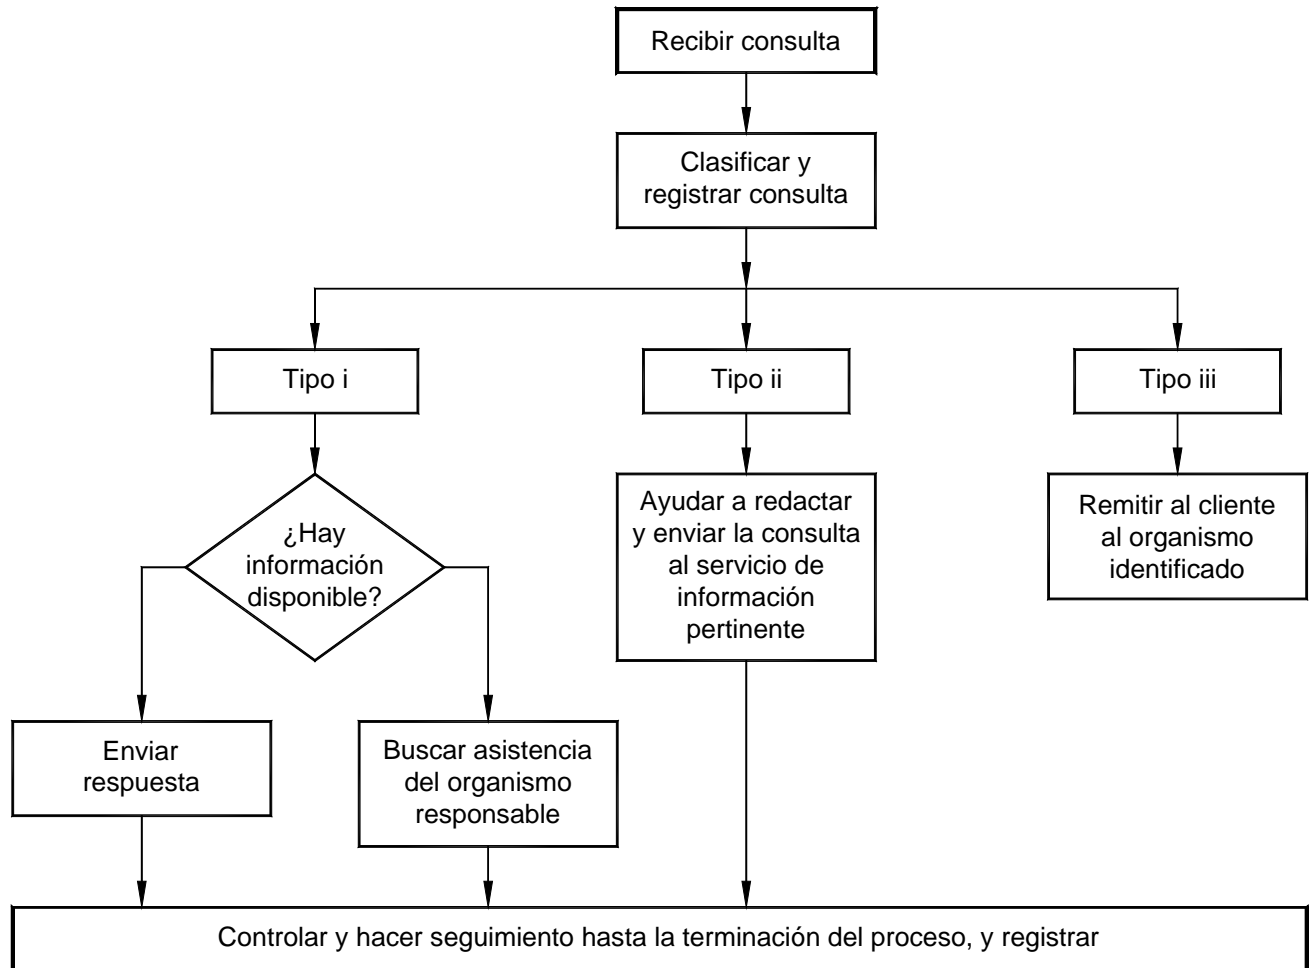 Recibir consulta
Clasificar y
registrar consulta
Tipo i
Tipo ii
Tipo iii
¿Hay
información
disponible?
Ayudar a redactar
y enviar la consulta
al servicio de
información
pertinente
Remitir al cliente
al organismo
identificado
Enviar
respuesta
Buscar asistencia
del organismo
responsable
Controlar y hacer seguimiento hasta la terminación del proceso, y registrar